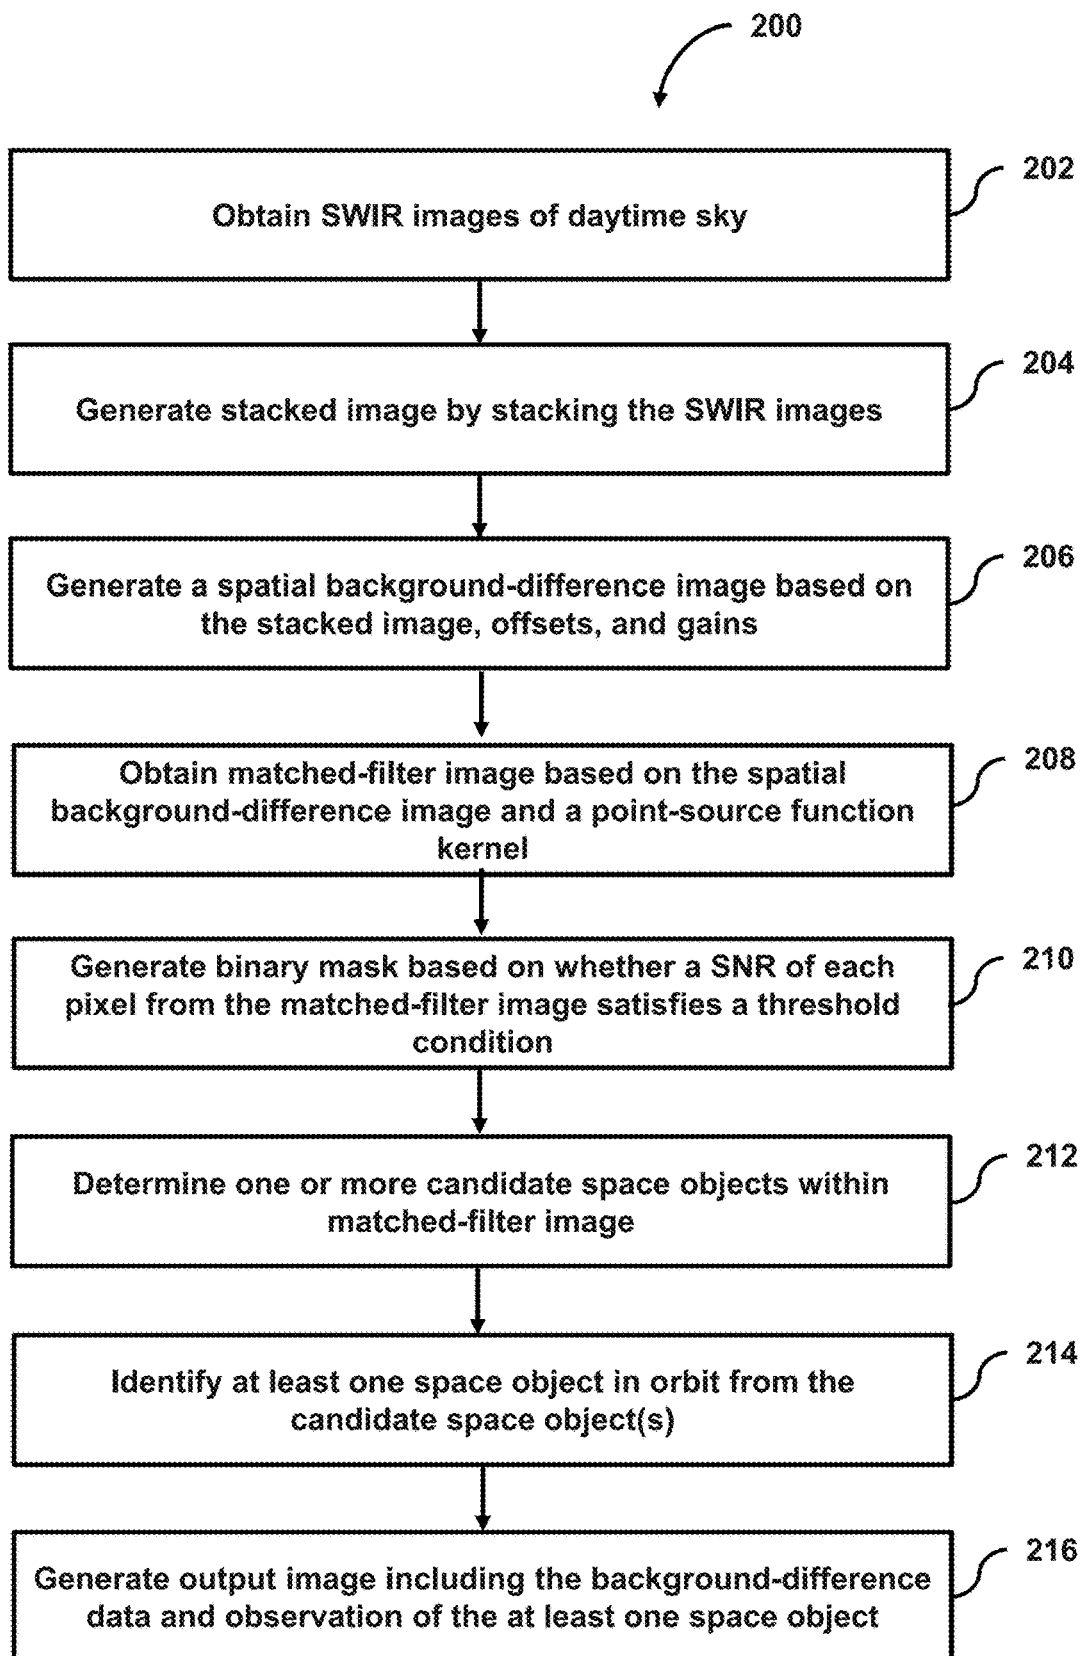 200
202
Obtain SWIR images of daytime sky
204
Generate stacked image by stacking the SWIR images
206
Generate a spatial background-difference image based on
the stacked image, offsets, and gains
208
Obtain matched-filter image based on the spatial
background-difference image and a point-source function
kernel
210
Generate binary mask based on whether a SNR of each
pixel from the matched-filter image satisfies a threshold
condition
212
Determine one or more candidate space objects within
matched-filter image
214
Identify at least one space object in orbit from the
candidate space object(s)
216
Generate output image including the background-difference
data and observation of the at least one space object